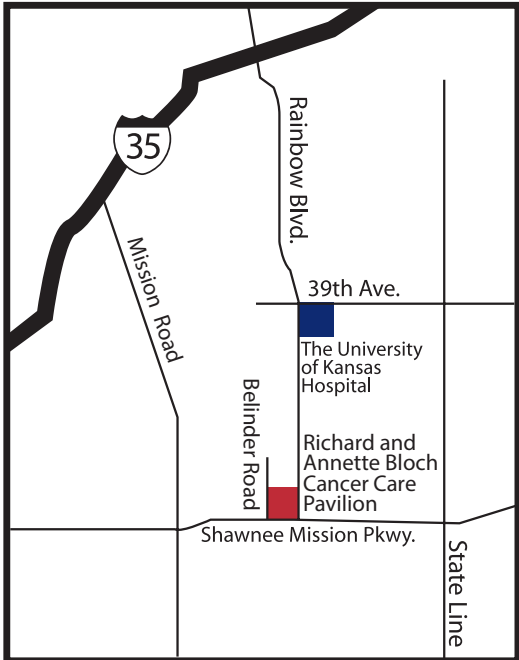 35
Rainbow Blvd.
Mission Road
39th Ave.
The University
of Kansas
Hospital
Belinder Road
Richard and
Annette Bloch
Cancer Care
Pavilion
Shawnee Mission Pkwy.
State Line